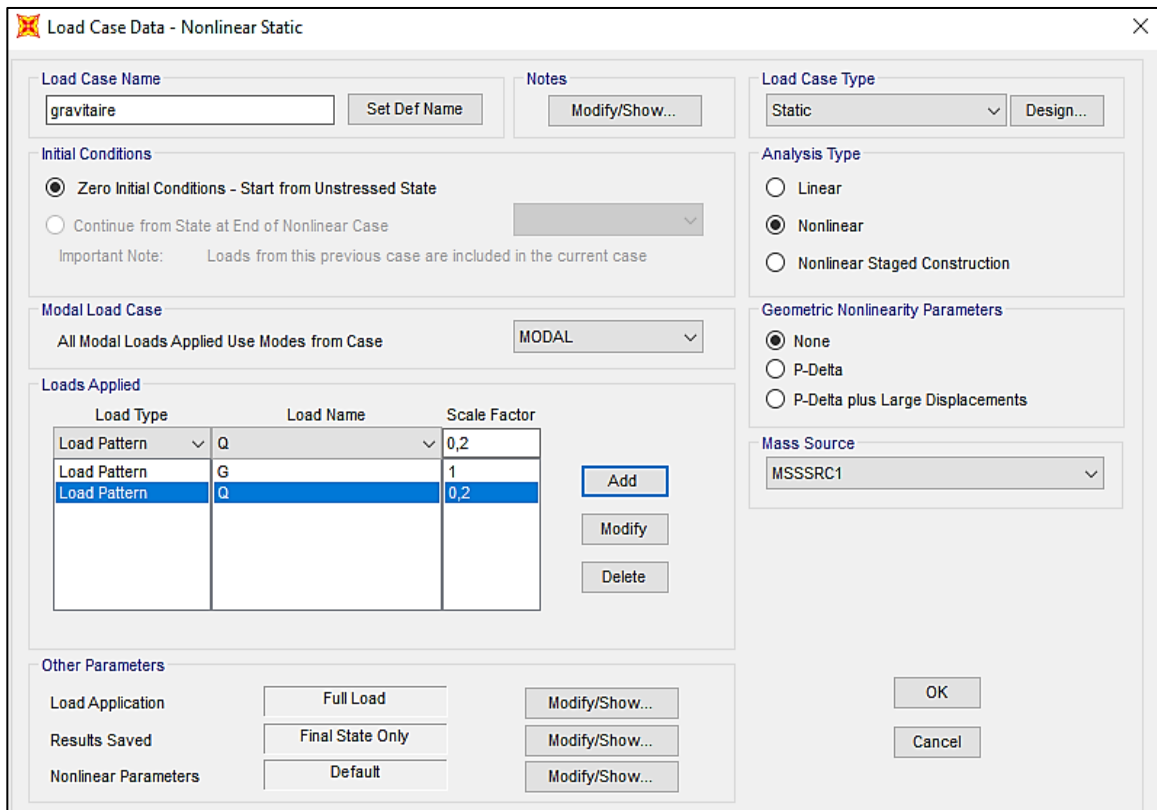 Load Case Data - Nonlinear Static
Load Case Name
gravitaire
Set Def Name
Notes
Modify/Show...
Load Case Type
Static
Design...
Initial Conditions
Zero Initial Conditions - Start from Unstressed State
Continue from State at End of Nonlinear Case
Important Note: Loads from this previous case are included in the current case
Analysis Type
Linear
Nonlinear
Nonlinear Staged Construction
Modal Load Case
All Modal Loads Applied Use Modes from Case
MODAL
Geometric Nonlinearity Parameters
None
P-Delta
P-Delta plus Large Displacements
Loads Applied
Load Type Load Name Scale Factor
Load Pattern Q 0,2
Load Pattern G 1
Load Pattern Q 0,2
Add
Modify
Delete
Mass Source
MSSSRC1
Other Parameters
Load Application Full Load Modify/Show...
Results Saved Final State Only Modify/Show...
Nonlinear Parameters Default Modify/Show...
OK
Cancel